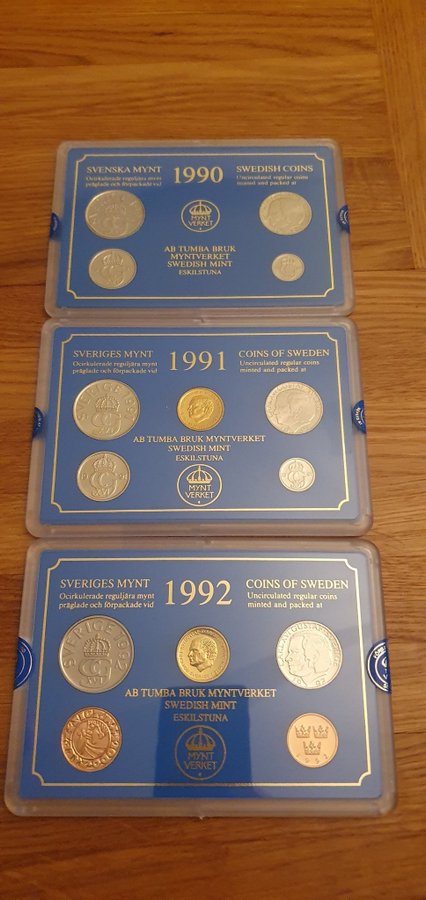 SVENSKA MYNT
Ocirkulerade reguljära mynt
präglade och förpackade vid
1990
SWEDISH COINS
Uncirculated regular coins
minted and packed at
MYNT
VERKET
AB TUMBA BRUK
MYNTVERKET
SWEDISH MINT
ESKILSTUNA
SVERIGES MYNT
Ocirkulerade reguljära mynt
präglade och förpackade vid
1991
COINS OF SWEDEN
Uncirculated regular coins
minted and packed at
AB TUMBA BRUK MYNTVERKET
SWEDISH MINT
ESKILSTUNA
MYNT
VERKET
SVERIGES MYNT
Ocirkulerade reguljära mynt
präglade och förpackade vid
1992
COINS OF SWEDEN
Uncirculated regular coins
minted and packed at
SVERIGE 1992
AB TUMBA BRUK MYNTVERKET
SWEDISH MINT
ESKILSTUNA
MYNT
VERKET